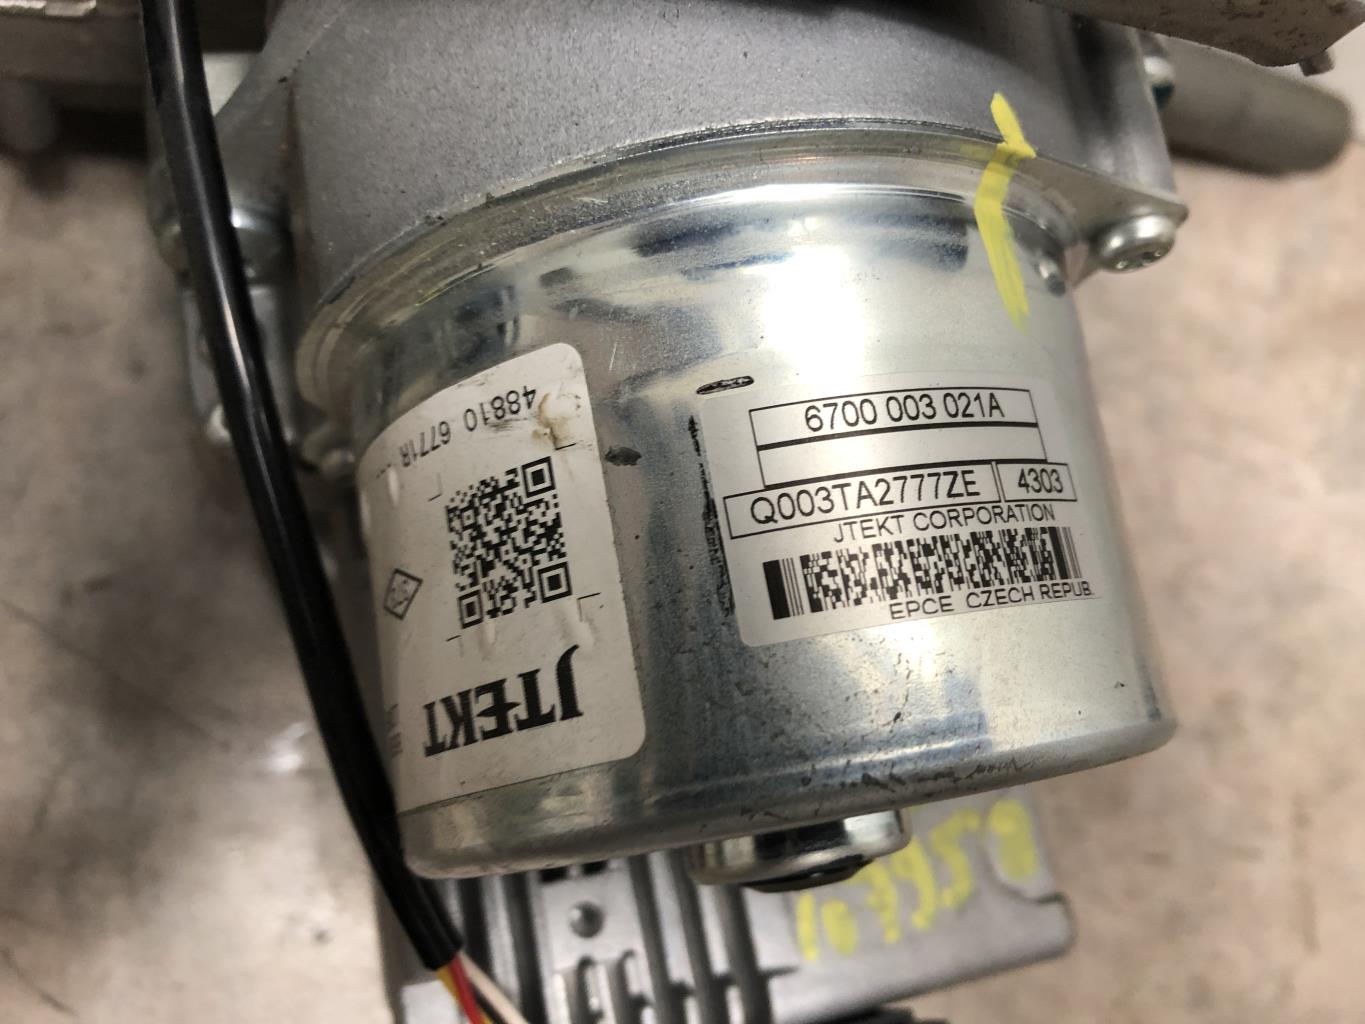 48810 6771R
JTEKT
6700 003 021A
Q003TA2777ZE 4303
JTEKT CORPORATION
EPCE CZECH REPUB.